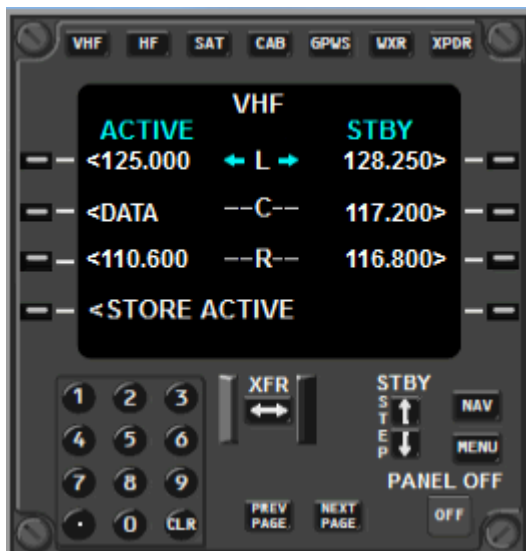 VHF HF SAT CAB GPWS WXR XPDR
VHF
ACTIVE STBY
<125.000 ← L → 128.250>
<DATA --C-- 117.200>
<110.600 --R-- 116.800>
<STORE ACTIVE
XFR STBY
1 2 3 ↔ STEP ↑ NAV
4 5 6 ↓ MENU
7 8 9 PANEL OFF
. 0 CLR PREV PAGE NEXT PAGE OFF